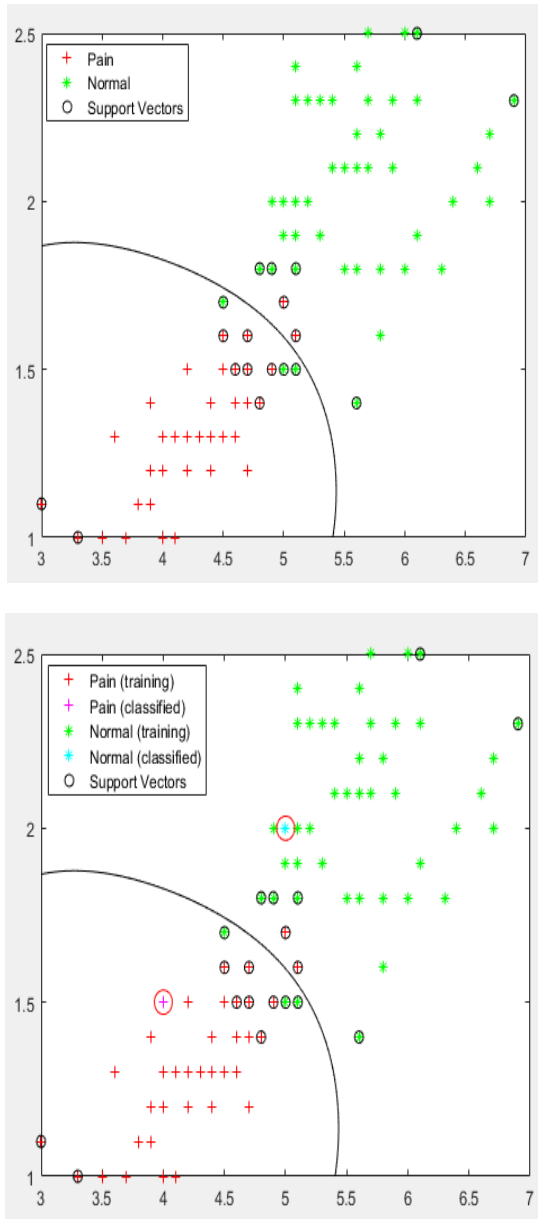 2.5
Pain
Normal
Support Vectors
2
1.5
1
3 3.5 4 4.5 5 5.5 6 6.5 7
2.5
Pain (training)
Pain (classified)
Normal (training)
Normal (classified)
Support Vectors
2
1.5
1
3 3.5 4 4.5 5 5.5 6 6.5 7